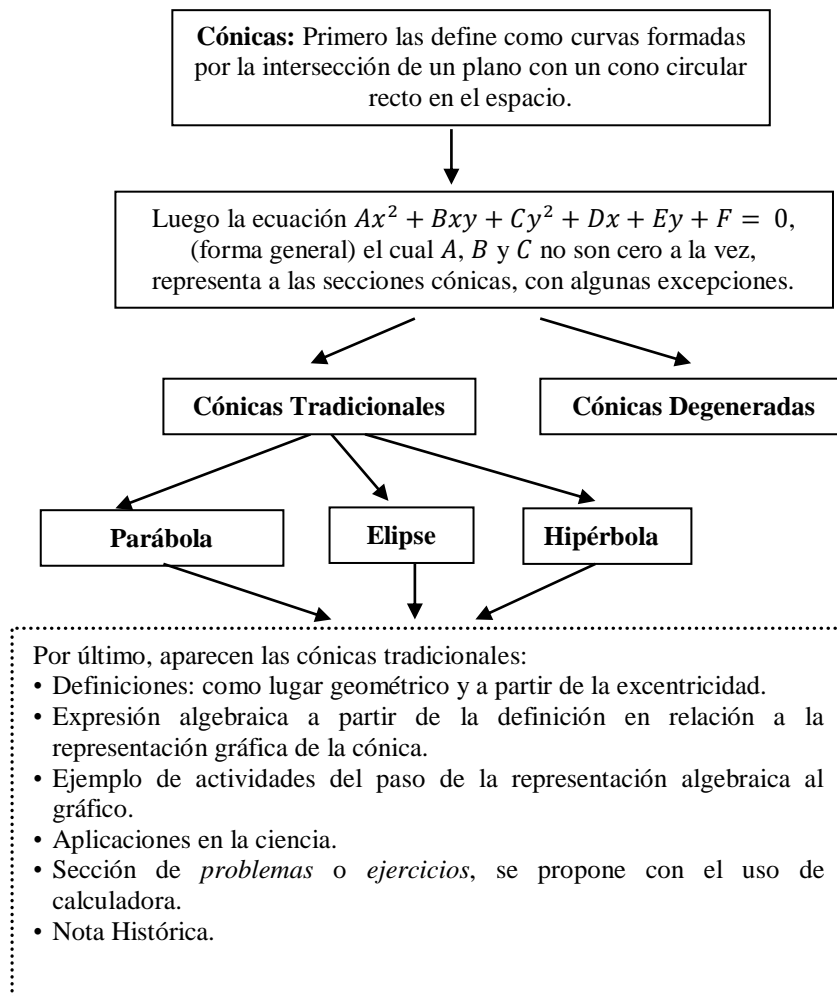 Cónicas: Primero las define como curvas formadas
por la intersección de un plano con un cono circular
recto en el espacio.
Luego la ecuación 𝐴𝑥² + 𝐵𝑥𝑦 + 𝐶𝑦² + 𝐷𝑥 + 𝐸𝑦 + 𝐹 = 0,
(forma general) el cual 𝐴, 𝐵 y 𝐶 no son cero a la vez,
representa a las secciones cónicas, con algunas excepciones.
Cónicas Tradicionales
Cónicas Degeneradas
Parábola
Elipse
Hipérbola
Por último, aparecen las cónicas tradicionales:
• Definiciones: como lugar geométrico y a partir de la excentricidad.
• Expresión algebraica a partir de la definición en relación a la
representación gráfica de la cónica.
• Ejemplo de actividades del paso de la representación algebraica al
gráfico.
• Aplicaciones en la ciencia.
• Sección de problemas o ejercicios, se propone con el uso de
calculadora.
• Nota Histórica.